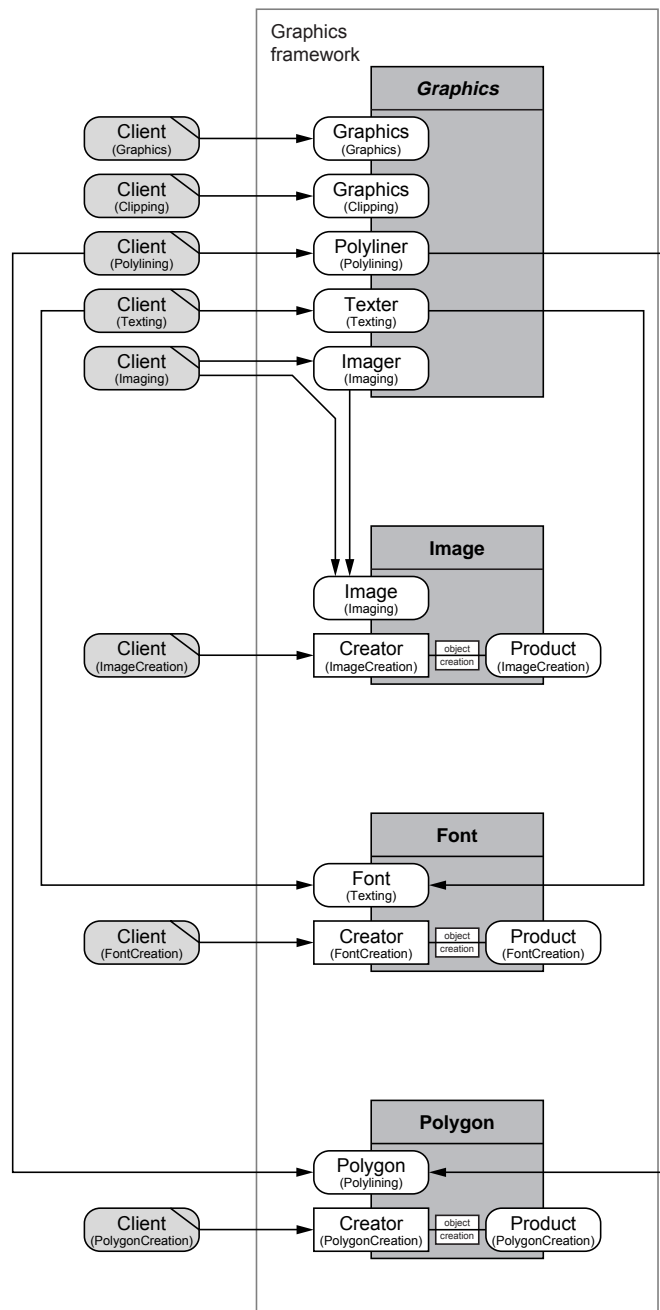 Graphics
framework
Graphics
Client
(Graphics)
Graphics
(Graphics)
Client
(Clipping)
Graphics
(Clipping)
Client
(Polylining)
Polyliner
(Polylining)
Client
(Texting)
Texter
(Texting)
Client
(Imaging)
Imager
(Imaging)
Image
Image
(Imaging)
Client
(ImageCreation)
Creator
(ImageCreation)
object
creation
Product
(ImageCreation)
Font
Font
(Texting)
Client
(FontCreation)
Creator
(FontCreation)
object
creation
Product
(FontCreation)
Polygon
Polygon
(Polylining)
Client
(PolygonCreation)
Creator
(PolygonCreation)
object
creation
Product
(PolygonCreation)